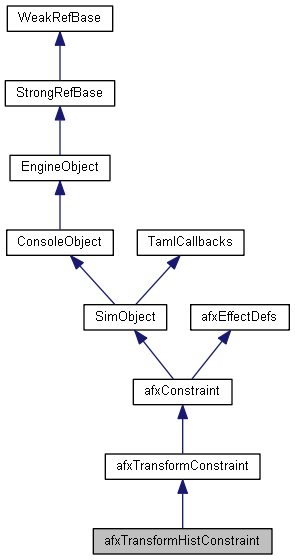 WeakRefBase
StrongRefBase
EngineObject
ConsoleObject
TamlCallbacks
SimObject
afxEffectDefs
afxConstraint
afxTransformConstraint
afxTransformHistConstraint